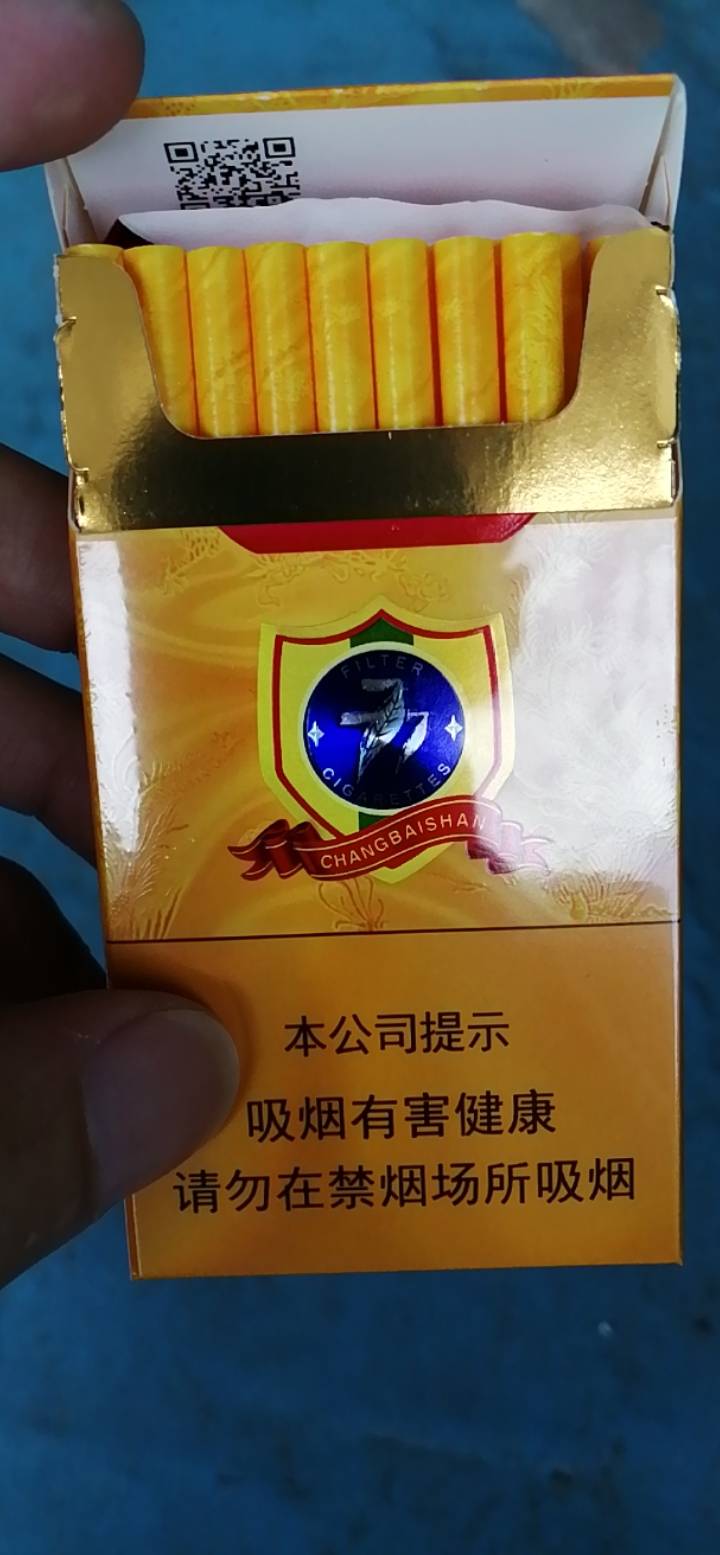 FILTER
77
CIGARETTES
CHANGBAISHAN
本公司提示
吸烟有害健康
请勿在禁烟场所吸烟